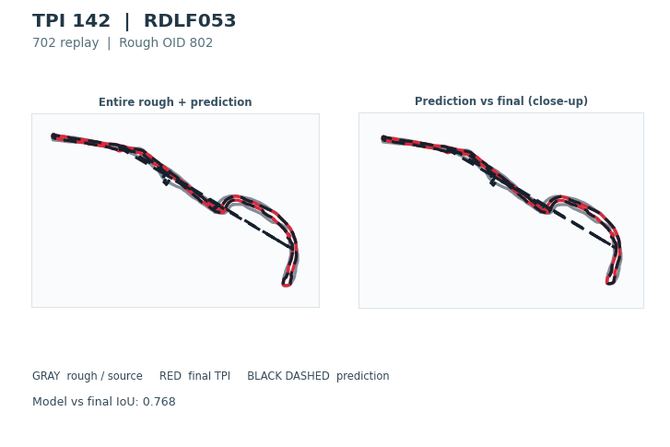 TPI 142 | RDLF053
702 replay | Rough OID 802
Entire rough + prediction
Prediction vs final (close-up)
GRAY rough / source RED final TPI BLACK DASHED prediction
Model vs final IoU: 0.768